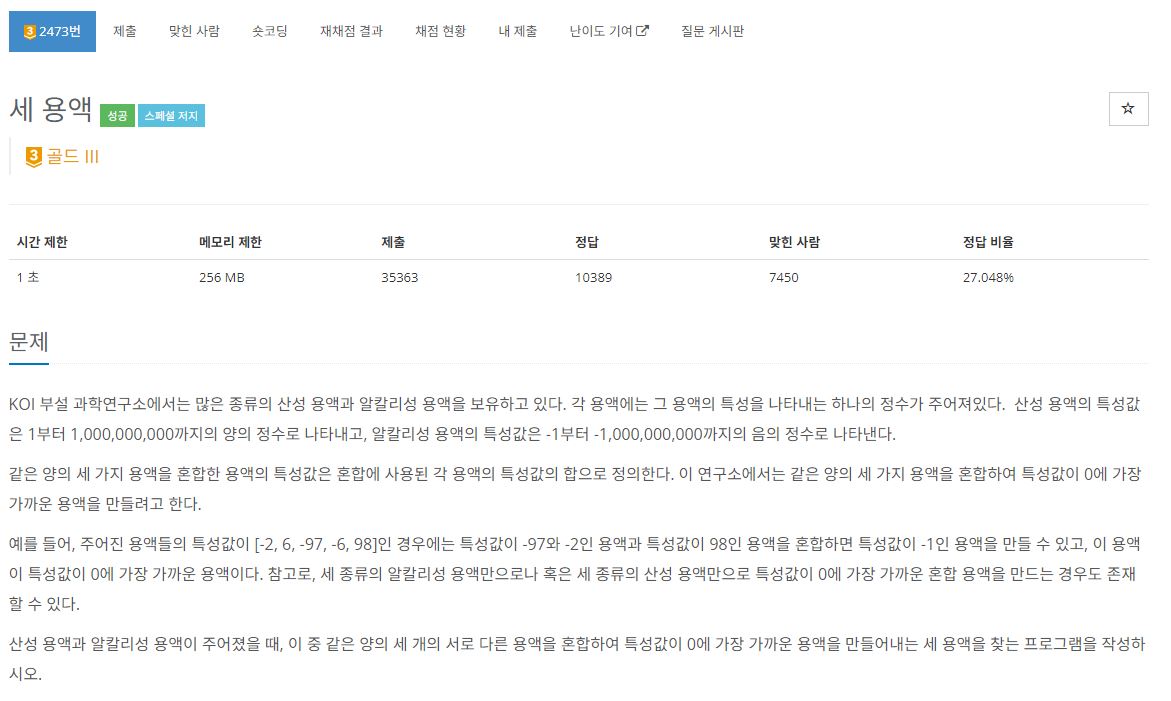 3 2473번 제출 맞힌 사람 숏코딩 재채점 결과 채점 현황 내 제출 난이도 기여 질문 게시판
세 용액 성공 스페셜 저지
3 골드 III
시간 제한 메모리 제한 제출 정답 맞힌 사람 정답 비율
1 초 256 MB 35363 10389 7450 27.048%
문제
KOI 부설 과학연구소에서는 많은 종류의 산성 용액과 알칼리성 용액을 보유하고 있다. 각 용액에는 그 용액의 특성을 나타내는 하나의 정수가 주어져있다. 산성 용액의 특성값
은 1부터 1,000,000,000까지의 양의 정수로 나타내고, 알칼리성 용액의 특성값은 -1부터 -1,000,000,000까지의 음의 정수로 나타낸다.
같은 양의 세 가지 용액을 혼합한 용액의 특성값은 혼합에 사용된 각 용액의 특성값의 합으로 정의한다. 이 연구소에서는 같은 양의 세 가지 용액을 혼합하여 특성값이 0에 가장
가까운 용액을 만들려고 한다.
예를 들어, 주어진 용액들의 특성값이 [-2, 6, -97, -6, 98]인 경우에는 특성값이 -97와 -2인 용액과 특성값이 98인 용액을 혼합하면 특성값이 -1인 용액을 만들 수 있고, 이 용액
이 특성값이 0에 가장 가까운 용액이다. 참고로, 세 종류의 알칼리성 용액만으로나 혹은 세 종류의 산성 용액만으로 특성값이 0에 가장 가까운 혼합 용액을 만드는 경우도 존재
할 수 있다.
산성 용액과 알칼리성 용액이 주어졌을 때, 이 중 같은 양의 세 개의 서로 다른 용액을 혼합하여 특성값이 0에 가장 가까운 용액을 만들어내는 세 용액을 찾는 프로그램을 작성하
시오.